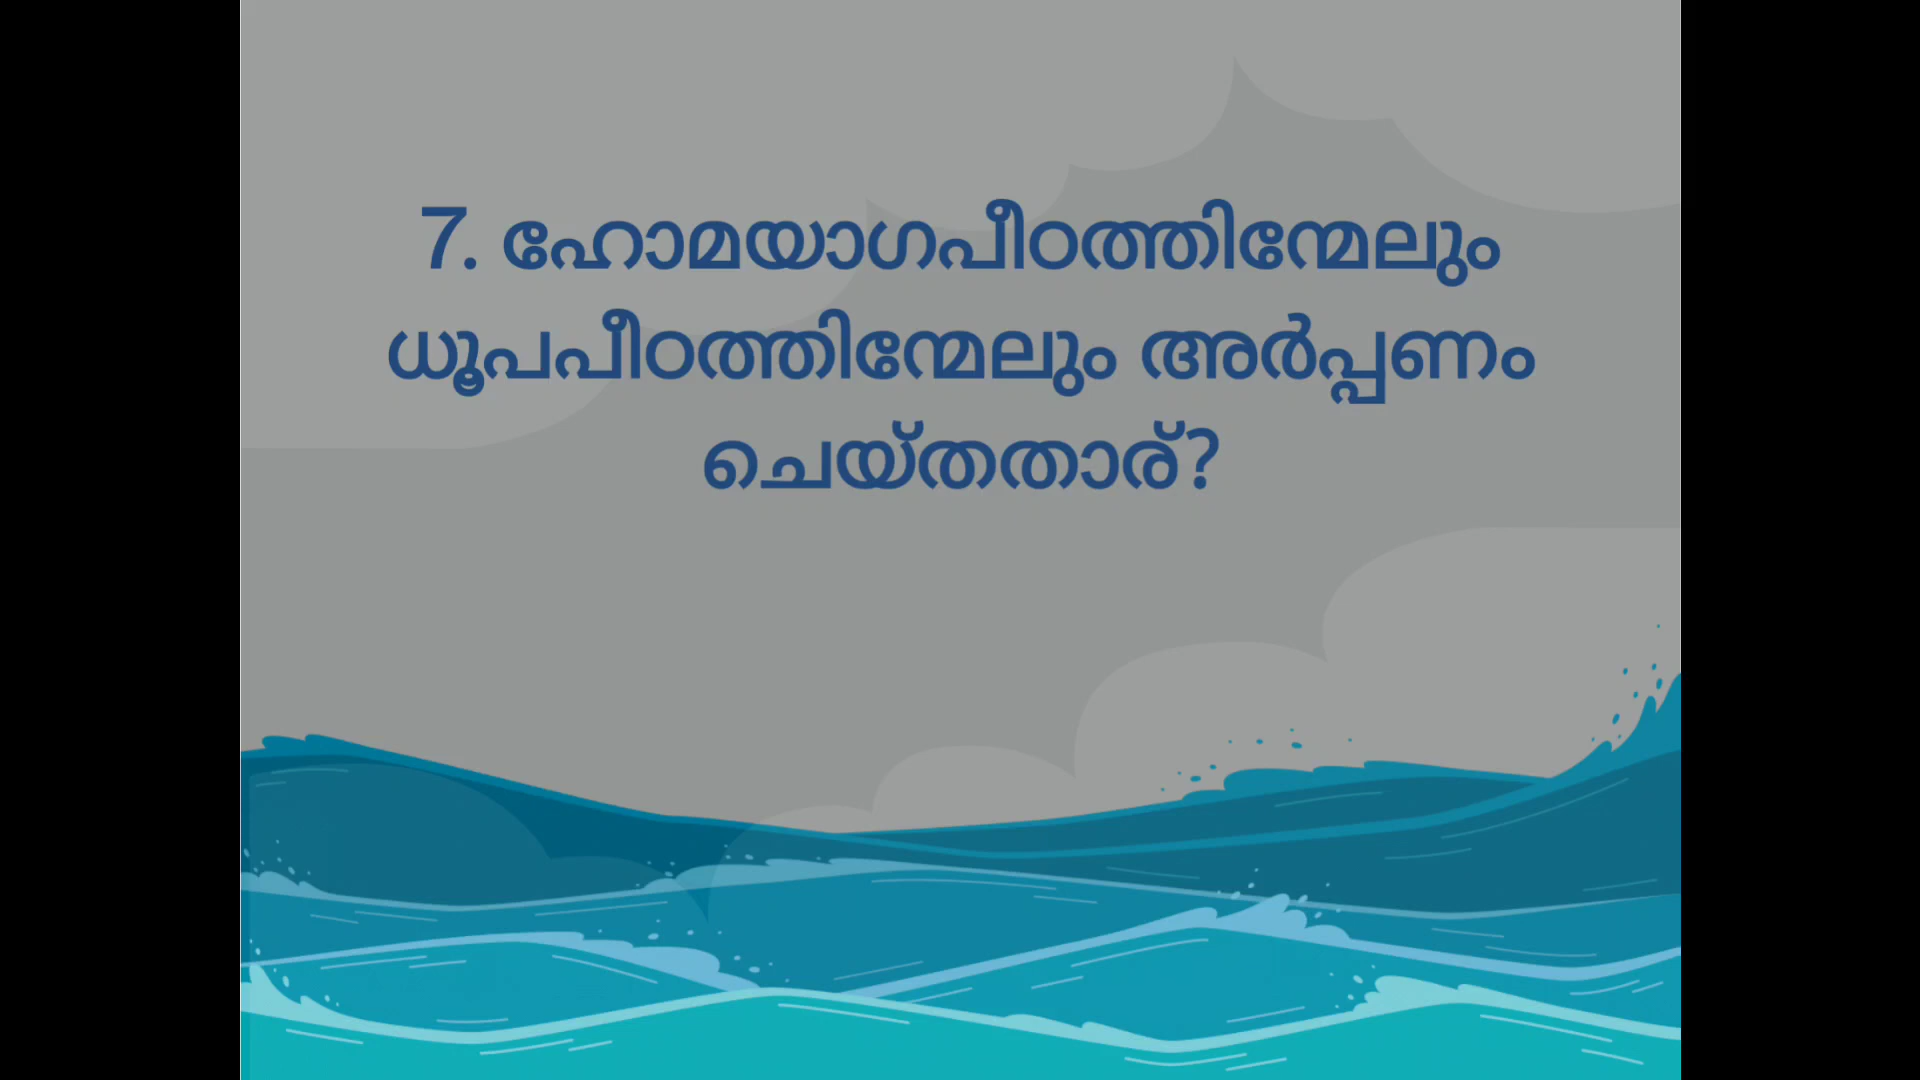 7. ഹോമയാഗപീഠത്തിന്മേലും
ധൂപപീഠത്തിന്മേലും അർപ്പണം
ചെയ്തതാര്?